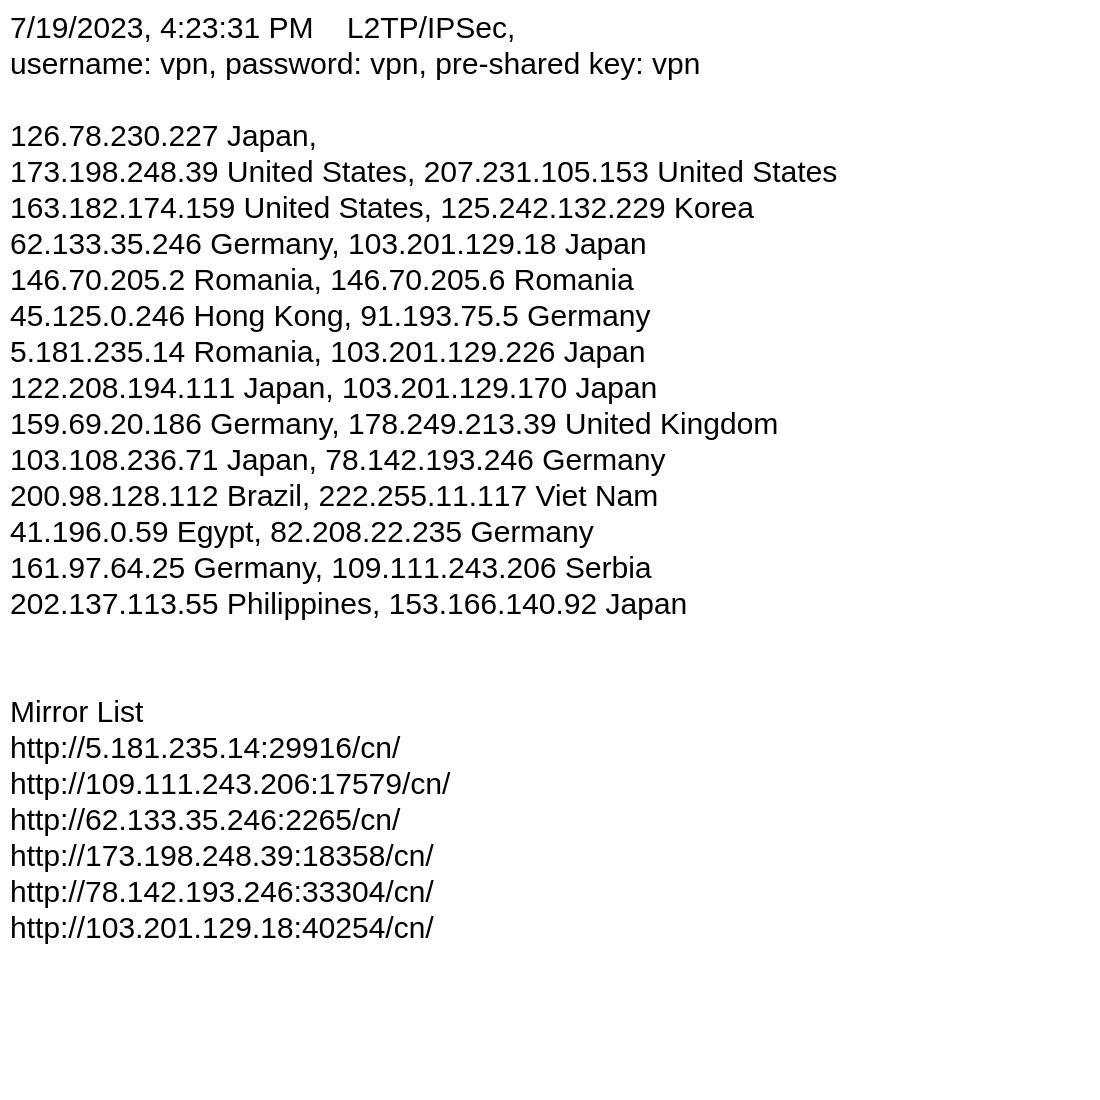 7/19/2023, 4:23:31 PM    L2TP/IPSec,
username: vpn, password: vpn, pre-shared key: vpn
126.78.230.227 Japan,
173.198.248.39 United States, 207.231.105.153 United States
163.182.174.159 United States, 125.242.132.229 Korea
62.133.35.246 Germany, 103.201.129.18 Japan
146.70.205.2 Romania, 146.70.205.6 Romania
45.125.0.246 Hong Kong, 91.193.75.5 Germany
5.181.235.14 Romania, 103.201.129.226 Japan
122.208.194.111 Japan, 103.201.129.170 Japan
159.69.20.186 Germany, 178.249.213.39 United Kingdom
103.108.236.71 Japan, 78.142.193.246 Germany
200.98.128.112 Brazil, 222.255.11.117 Viet Nam
41.196.0.59 Egypt, 82.208.22.235 Germany
161.97.64.25 Germany, 109.111.243.206 Serbia
202.137.113.55 Philippines, 153.166.140.92 Japan
Mirror List
http://5.181.235.14:29916/cn/
http://109.111.243.206:17579/cn/
http://62.133.35.246:2265/cn/
http://173.198.248.39:18358/cn/
http://78.142.193.246:33304/cn/
http://103.201.129.18:40254/cn/